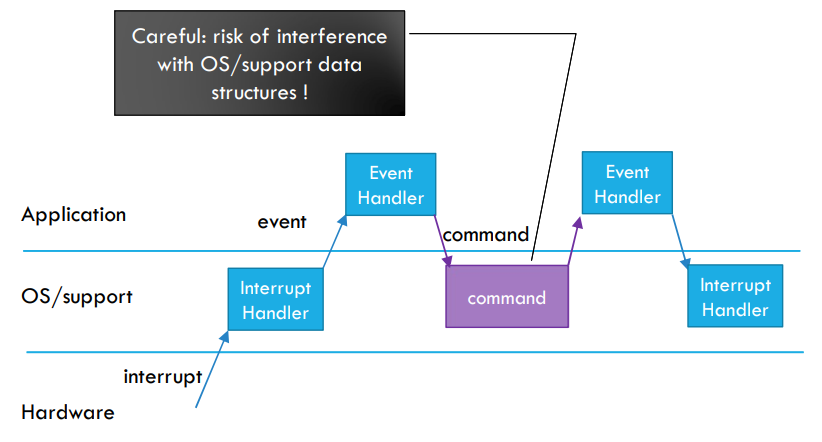 Careful: risk of interference
with OS/support data
structures !
Event
Handler
Event
Handler
Application
event
command
OS/support
Interrupt
Handler
command
Interrupt
Handler
interrupt
Hardware